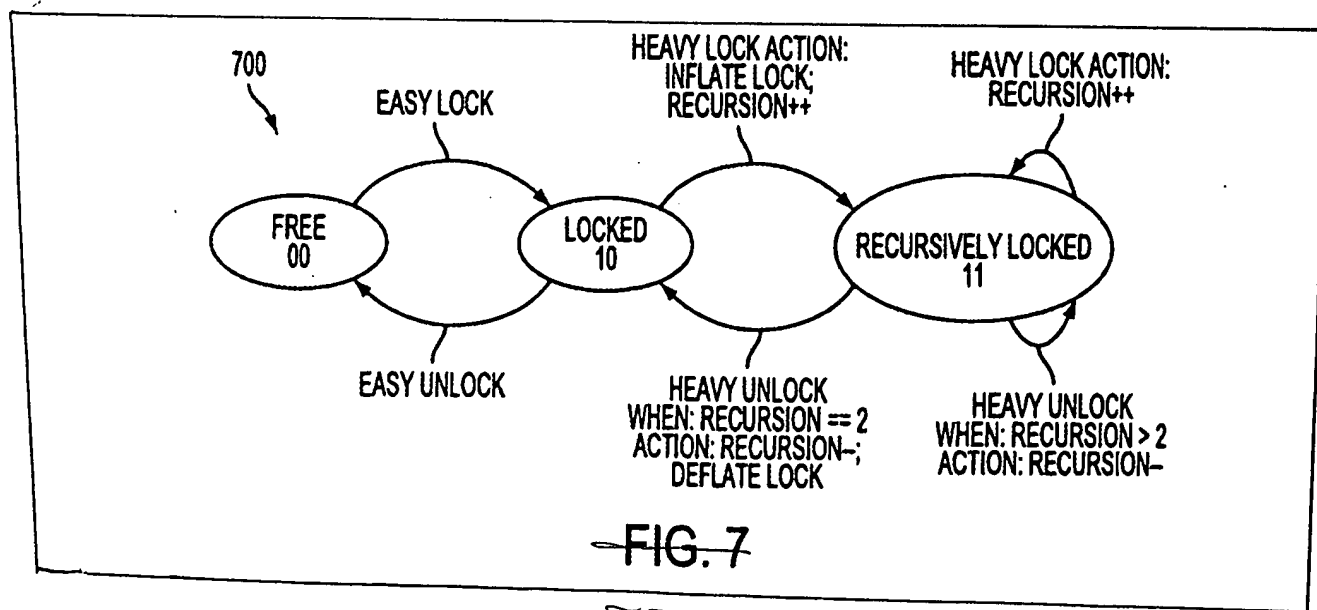 700
EASY LOCK
HEAVY LOCK ACTION:
INFLATE LOCK;
RECURSION++
HEAVY LOCK ACTION:
RECURSION++
FREE
00
LOCKED
10
RECURSIVELY LOCKED
11
EASY UNLOCK
HEAVY UNLOCK
WHEN: RECURSION == 2
ACTION: RECURSION–;
DEFLATE LOCK
HEAVY UNLOCK
WHEN: RECURSION > 2
ACTION: RECURSION–
FIG. 7